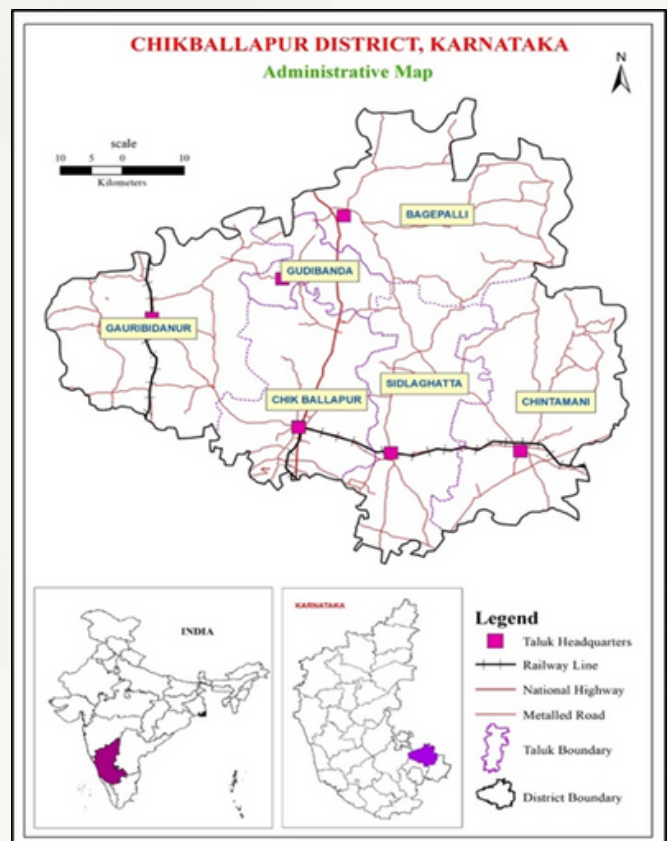 CHIKBALLAPUR DISTRICT, KARNATAKA
Administrative Map
N
scale
10 5 0 10
Kilometers
BAGEPALLI
GUDIBANDA
GAURIBIDANUR
SIDLAGHATTA
CHIK BALLAPUR
CHINTAMANI
INDIA
KARNATAKA
Legend
Taluk Headquarters
Railway Line
National Highway
Metalled Road
Taluk Boundary
District Boundary